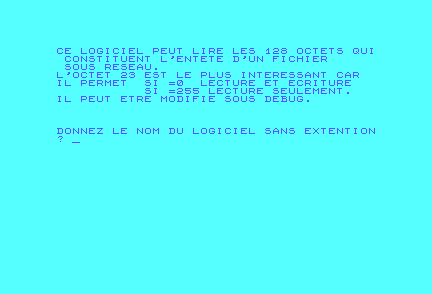 CE LOGICIEL PEUT LIRE LES 128 OCTETS QUI
CONSTITUENT L'ENTETE D'UN FICHIER
SOUS RESEAU.
L'OCTET 23 EST LE PLUS INTERESSANT CAR
IL PERMET  SI =0  LECTURE ET ECRITURE
SI =255 LECTURE SEULEMENT.
IL PEUT ETRE MODIFIE SOUS DEBUG.
DONNEZ LE NOM DU LOGICIEL SANS EXTENTION
? _